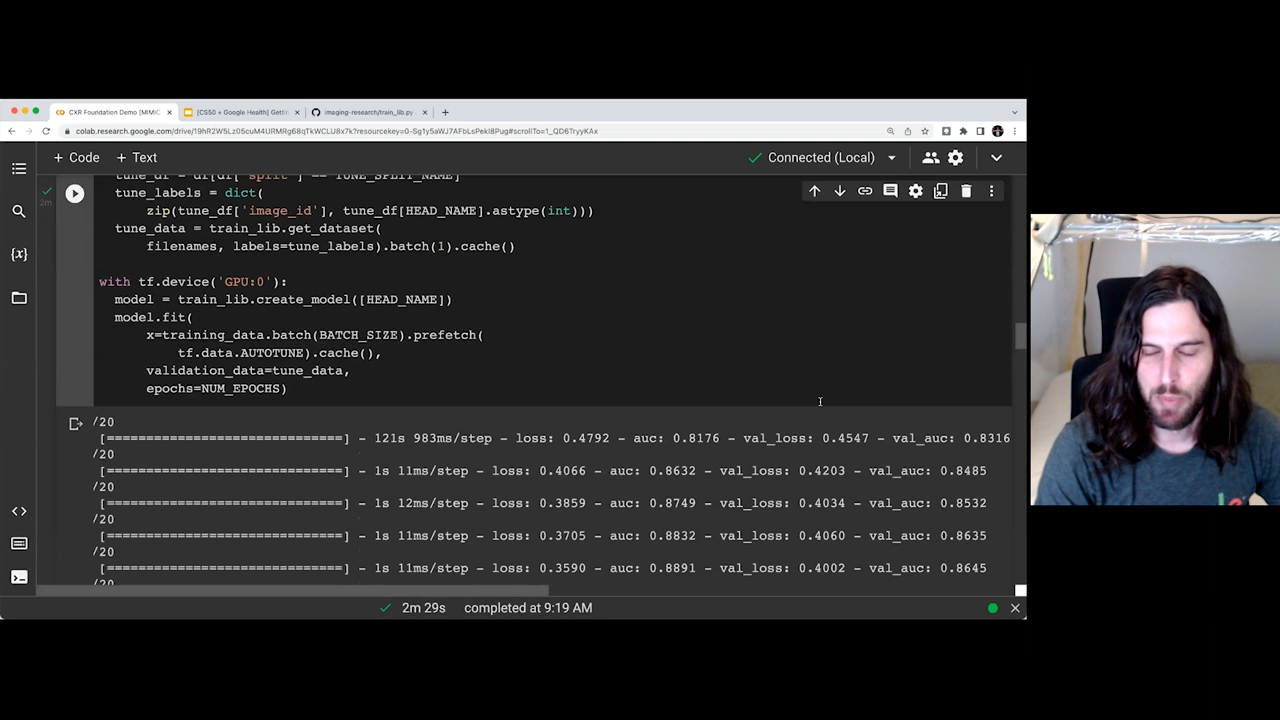 CXR Foundation Demo [MIMIC
[CS50 + Google Health] Gettin
imaging-research/train_lib.py
colab.research.google.com/drive/19hR2W5Lz05cuM4URMRg68qTkWCLU8x7k?resourcekey=0-Sg1y5aWJ7AFbLsPekI8Pug#scrollTo=1_QD6TryyKAx
+ Code + Text
Connected (Local)
2m
tune_df = df[df['split'] == TUNE_SPLIT_NAME]
tune_labels = dict(
zip(tune_df['image_id'], tune_df[HEAD_NAME].astype(int)))
tune_data = train_lib.get_dataset(
filenames, labels=tune_labels).batch(1).cache()
with tf.device('GPU:0'):
model = train_lib.create_model([HEAD_NAME])
model.fit(
x=training_data.batch(BATCH_SIZE).prefetch(
tf.data.AUTOTUNE).cache(),
validation_data=tune_data,
epochs=NUM_EPOCHS)
/20
[==============================] - 121s 983ms/step - loss: 0.4792 - auc: 0.8176 - val_loss: 0.4547 - val_auc: 0.8316
/20
[==============================] - 1s 11ms/step - loss: 0.4066 - auc: 0.8632 - val_loss: 0.4203 - val_auc: 0.8485
/20
[==============================] - 1s 12ms/step - loss: 0.3859 - auc: 0.8749 - val_loss: 0.4034 - val_auc: 0.8532
/20
[==============================] - 1s 11ms/step - loss: 0.3705 - auc: 0.8832 - val_loss: 0.4060 - val_auc: 0.8635
/20
[==============================] - 1s 11ms/step - loss: 0.3590 - auc: 0.8891 - val_loss: 0.4002 - val_auc: 0.8645
/20
2m 29s completed at 9:19 AM